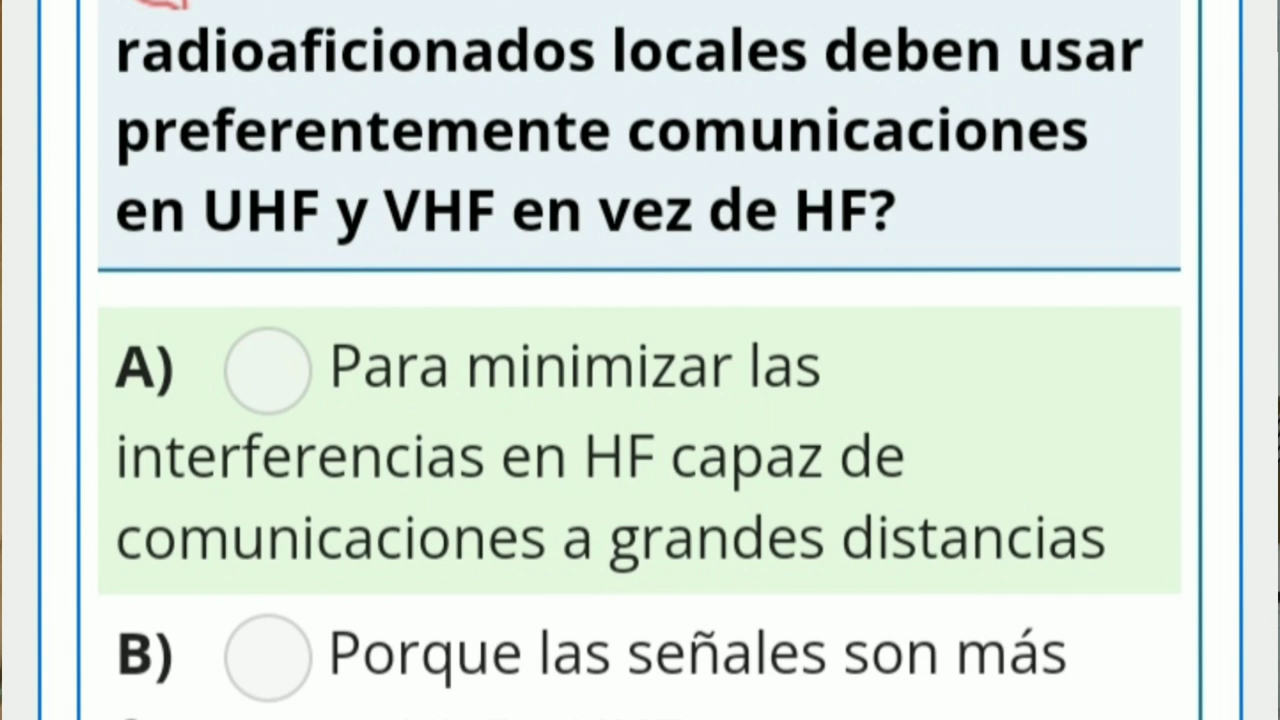 radioaficionados locales deben usar
preferentemente comunicaciones
en UHF y VHF en vez de HF?
A) Para minimizar las
interferencias en HF capaz de
comunicaciones a grandes distancias
B) Porque las señales son más